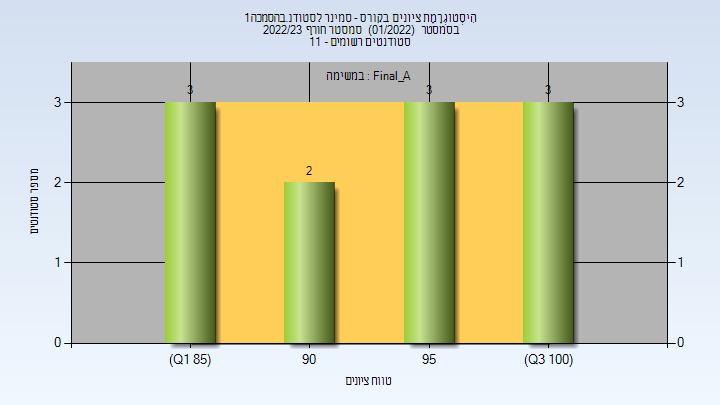 היסטוגרמת ציונים בקורס - סמינר לסטודנ.בהסמכה1
בסמסטר (01/2022) סמסטר חורף 2022/23
סטודנטים רשומים - 11
במשימה : Final_A
3 2 3 3
3 3
2 2
1 1
0 0
מספר סטודנטים
(Q1 85) 90 95 (Q3 100)
טווח ציונים